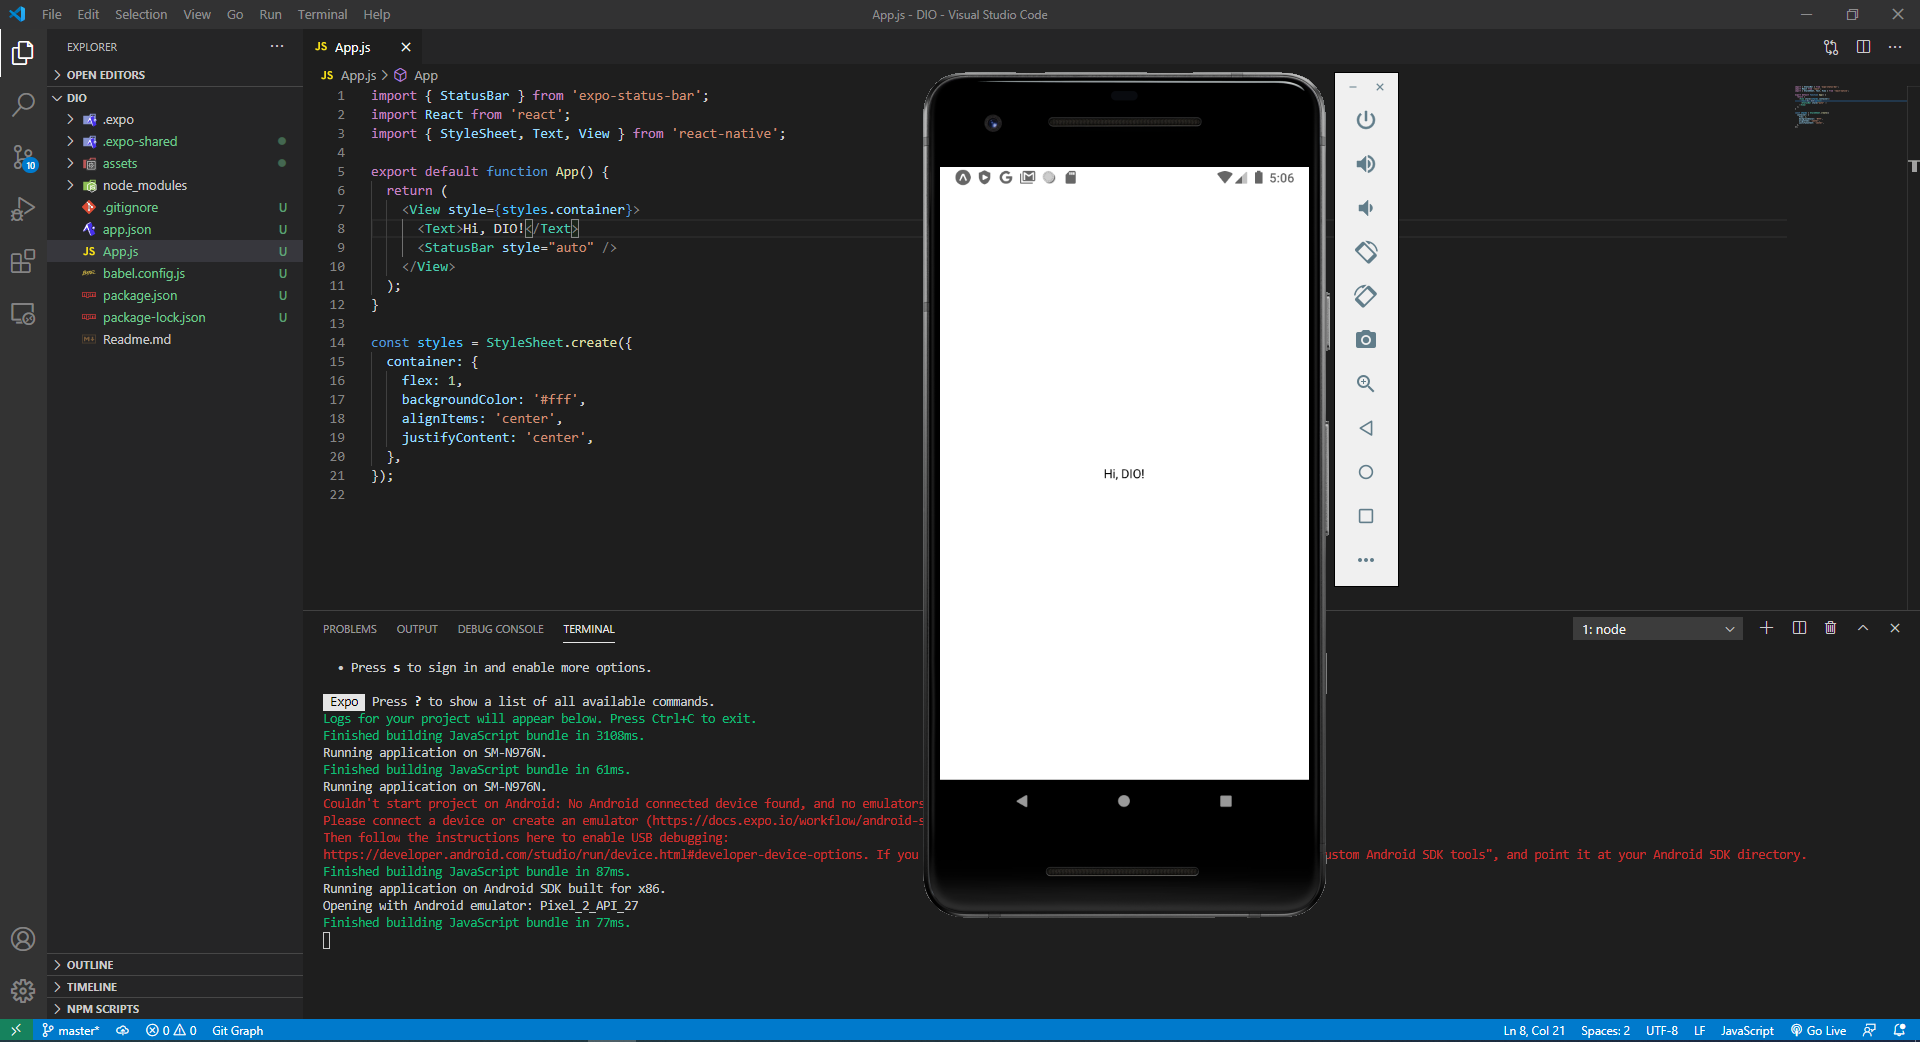 File Edit Selection View Go Run Terminal Help
App.js - DIO - Visual Studio Code
EXPLORER
OPEN EDITORS
DIO
.expo
.expo-shared
assets
node_modules
.gitignore U
app.json U
App.js U
babel.config.js U
package.json U
package-lock.json U
Readme.md
10
OUTLINE
TIMELINE
NPM SCRIPTS
JS App.js
JS App.js > App
1 import { StatusBar } from 'expo-status-bar';
2 import React from 'react';
3 import { StyleSheet, Text, View } from 'react-native';
4
5 export default function App() {
6 return (
7 <View style={styles.container}>
8 <Text>Hi, DIO!</Text>
9 <StatusBar style="auto" />
10 </View>
11 );
12 }
13
14 const styles = StyleSheet.create({
15 container: {
16 flex: 1,
17 backgroundColor: '#fff',
18 alignItems: 'center',
19 justifyContent: 'center',
20 },
21 });
22
5:06
Hi, DIO!
PROBLEMS OUTPUT DEBUG CONSOLE TERMINAL
1: node
• Press s to sign in and enable more options.
Expo Press ? to show a list of all available commands.
Logs for your project will appear below. Press Ctrl+C to exit.
Finished building JavaScript bundle in 3108ms.
Running application on SM-N976N.
Finished building JavaScript bundle in 61ms.
Running application on SM-N976N.
Couldn't start project on Android: No Android connected device found, and no emulators
Please connect a device or create an emulator (https://docs.expo.io/workflow/android-s
Then follow the instructions here to enable USB debugging:
https://developer.android.com/studio/run/device.html#developer-device-options. If you ustom Android SDK tools", and point it at your Android SDK directory.
Finished building JavaScript bundle in 87ms.
Running application on Android SDK built for x86.
Opening with Android emulator: Pixel_2_API_27
Finished building JavaScript bundle in 77ms.
master* 0 0 Git Graph
Ln 8, Col 21 Spaces: 2 UTF-8 LF JavaScript Go Live